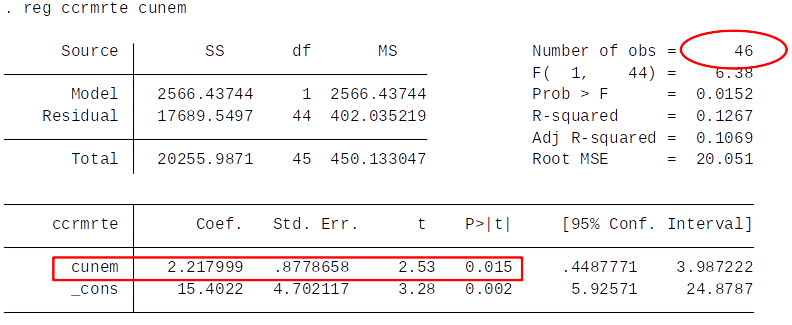 . reg ccrmrte cunem
Source SS df MS Number of obs = 46
F( 1, 44) = 6.38
Model 2566.43744 1 2566.43744 Prob > F = 0.0152
Residual 17689.5497 44 402.035219 R-squared = 0.1267
Adj R-squared = 0.1069
Total 20255.9871 45 450.133047 Root MSE = 20.051
ccrmrte Coef. Std. Err. t P>|t| [95% Conf. Interval]
cunem 2.217999 .8778658 2.53 0.015 .4487771 3.987222
_cons 15.4022 4.702117 3.28 0.002 5.92571 24.8787